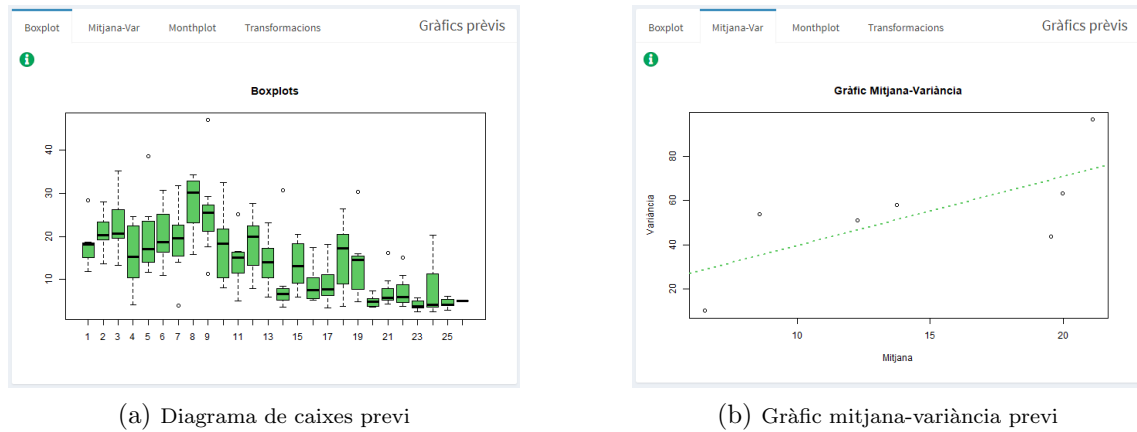 Boxplot Mitjana-Var Monthplot Transformacions Gràfics prèvis
Boxplots
40
30
20
10
1 2 3 4 5 6 7 8 9 11 13 15 17 19 21 23 25
(a) Diagrama de caixes previ
Boxplot Mitjana-Var Monthplot Transformacions Gràfics prèvis
Gràfic Mitjana-Variància
Variància
80
60
40
20
10 15 20
Mitjana
(b) Gràfic mitjana-variància previ